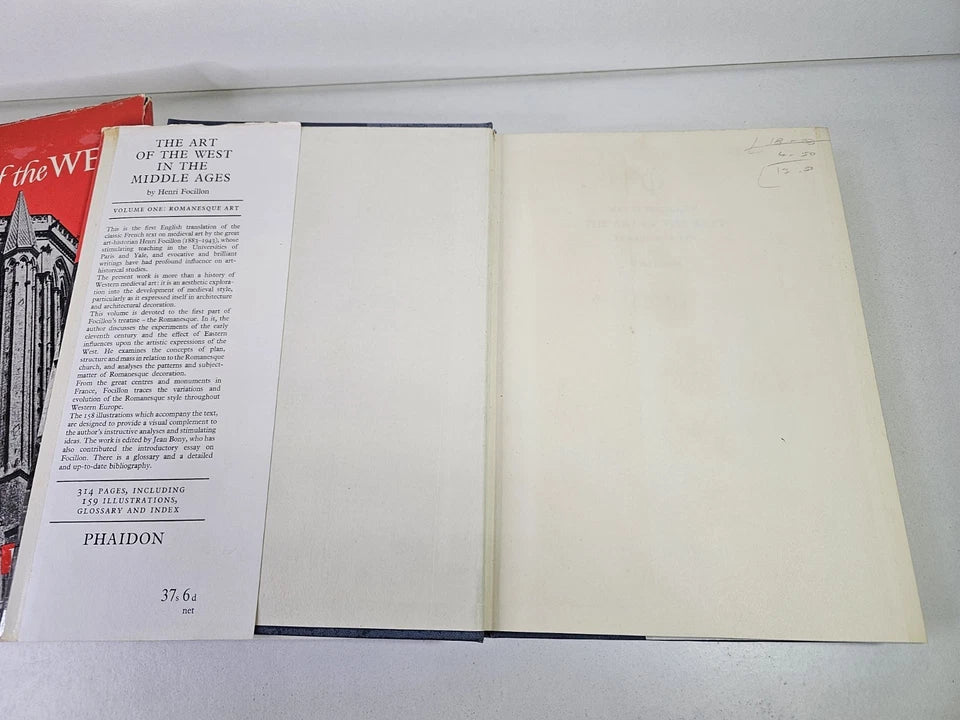 f the WE
THE ART
OF THE WEST
IN THE
MIDDLE AGES
by Henri Focillon
VOLUME ONE: ROMANESQUE ART
This is the first English translation of the
classic French text on medieval art by the great
art-historian Henri Focillon (1883–1943), whose
stimulating teaching in the Universities of
Paris and Yale, and evocative and brilliant
writings have had profound influence on art-
historical studies.
The present work is more than a history of
Western medieval art: it is an aesthetic explora-
tion into the development of medieval style,
particularly as it expressed itself in architecture
and architectural decoration.
This volume is devoted to the first part of
Focillon's treatise – the Romanesque. In it, the
author discusses the experiments of the early
eleventh century and the effect of Eastern
influences upon the artistic expressions of the
West. He examines the concepts of plan,
structure and mass in relation to the Romanesque
church, and analyses the patterns and subject-
matter of Romanesque decoration.
From the great centres and monuments in
France, Focillon traces the variations and
evolution of the Romanesque style throughout
Western Europe.
The 158 illustrations which accompany the text,
are designed to provide a visual complement to
the author's instructive analyses and stimulating
ideas. The work is edited by Jean Bony, who has
also contributed the introductory essay on
Focillon. There is a glossary and a detailed
and up-to-date bibliography.
314 PAGES, INCLUDING
159 ILLUSTRATIONS,
GLOSSARY AND INDEX
PHAIDON
37s 6d
net